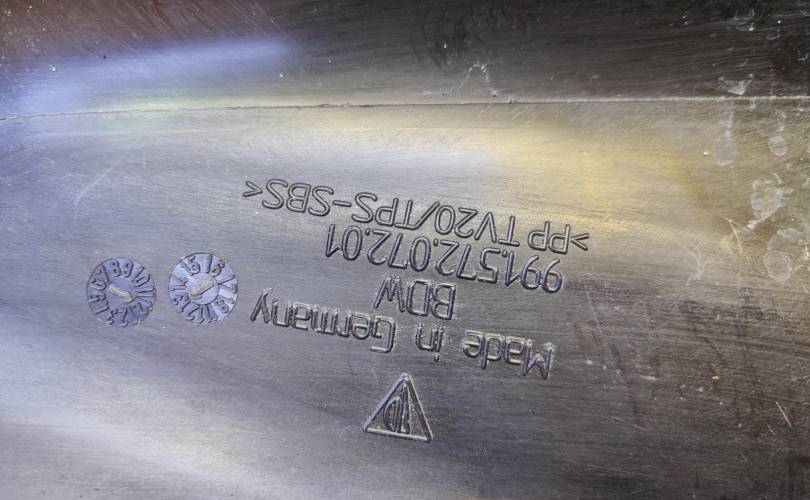 Made in Germany
BDW
991.572.072.01
>PP TV20/TPS-SBS<